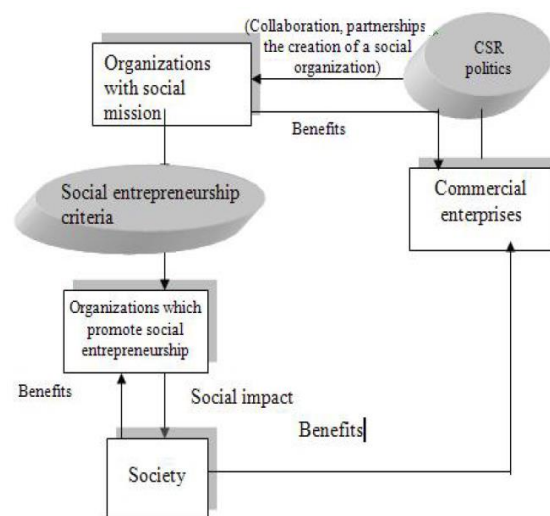 (Collaboration, partnerships
the creation of a social
organization)
CSR
politics
Organizations
with social
mission
Benefits
Commercial
enterprises
Social entrepreneurship
criteria
Organizations which
promote social
entrepreneurship
Benefits
Social impact
Benefits
Society